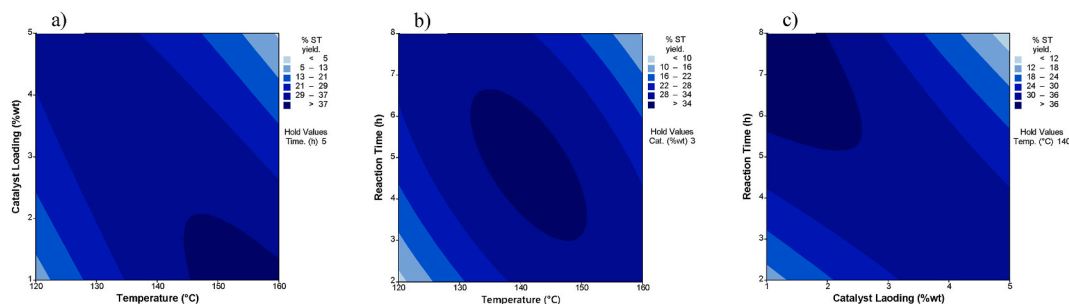 a)
Catalyst Loading (%wt)
5
4
3
2
1
120 130 140 150 160
Temperature (°C)
% ST
yield.
< 5
5 – 13
13 – 21
21 – 29
29 – 37
> 37
Hold Values
Time. (h) 5
b)
Reaction Time (h)
8
7
6
5
4
3
2
120 130 140 150 160
Temperature (°C)
% ST
yield.
< 10
10 – 16
16 – 22
22 – 28
28 – 34
> 34
Hold Values
Cat. (%wt) 3
c)
Reaction Time (h)
8
7
6
5
4
3
2
1 2 3 4 5
Catalyst Laoding (%wt)
% ST
yield.
< 12
12 – 18
18 – 24
24 – 30
30 – 36
> 36
Hold Values
Temp. (°C) 140